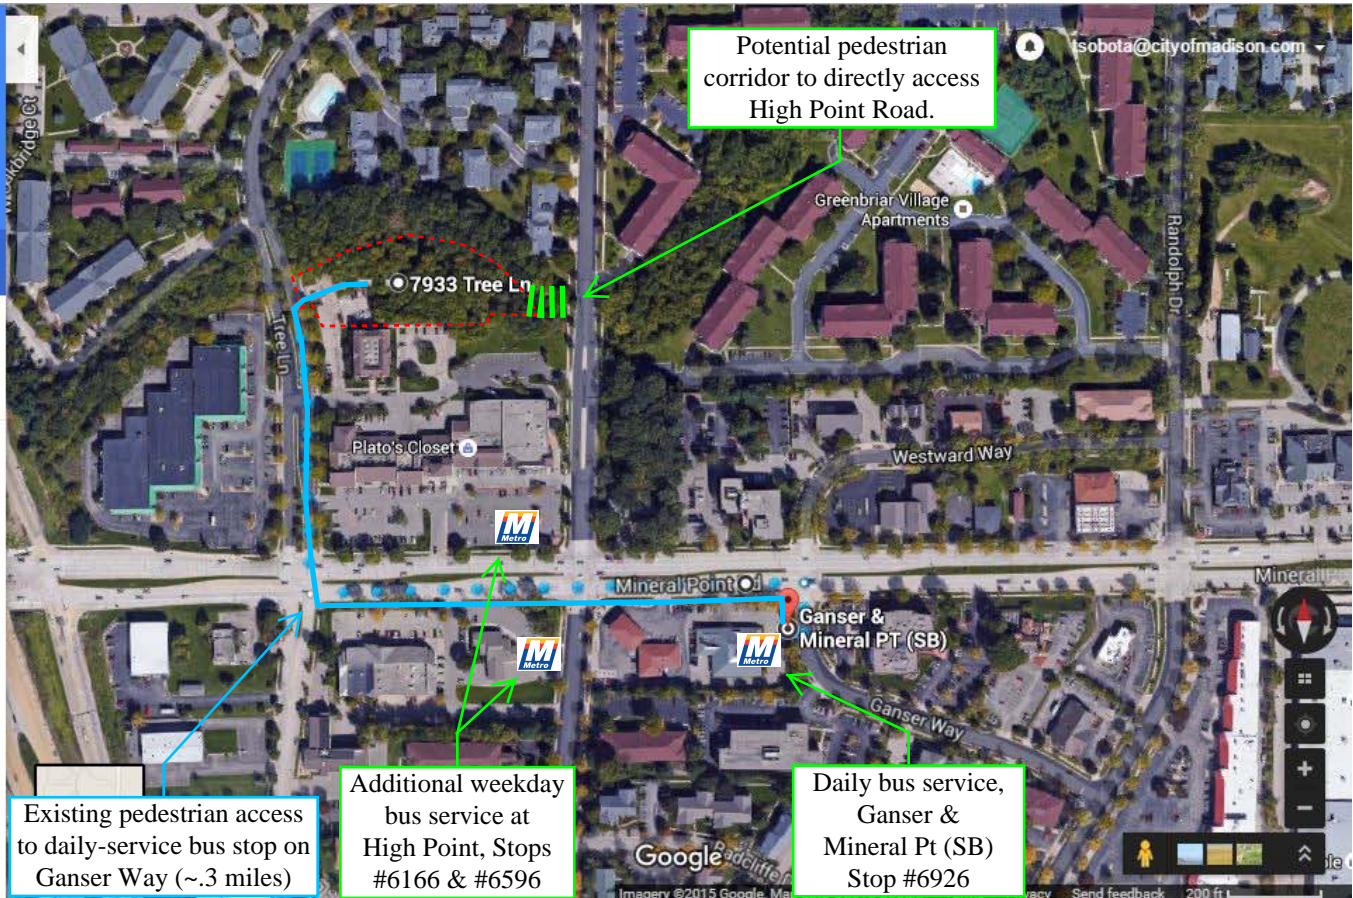 Potential pedestrian
corridor to directly access
High Point Road.
tsobota@cityofmadison.com
Greenbriar Village
Apartments
Randolph Dr
7933 Tree Ln
Tree Ln
Plato's Closet
Westward Way
M
Metro
Mineral Point Rd
Mineral
Ganser &
Mineral PT (SB)
M
Metro
M
Metro
Ganser Way
Existing pedestrian access
to daily-service bus stop on
Ganser Way (~.3 miles)
Additional weekday
bus service at
High Point, Stops
#6166 & #6596
Daily bus service,
Ganser &
Mineral Pt (SB)
Stop #6926
Google
Radcliffe
Imagery ©2015 Google, Ma
vacy
Send feedback
200 ft